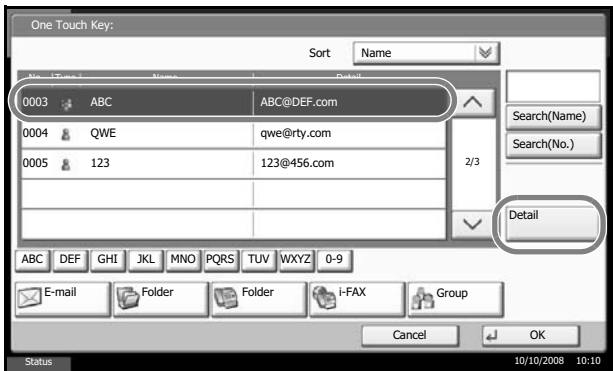 One Touch Key:
Sort Name
No. Type Name Detail
0003 ABC ABC@DEF.com
0004 QWE qwe@rty.com
0005 123 123@456.com
2/3
Search(Name)
Search(No.)
Detail
ABC DEF GHI JKL MNO PQRS TUV WXYZ 0-9
E-mail Folder Folder i-FAX Group
Cancel OK
Status 10/10/2008 10:10